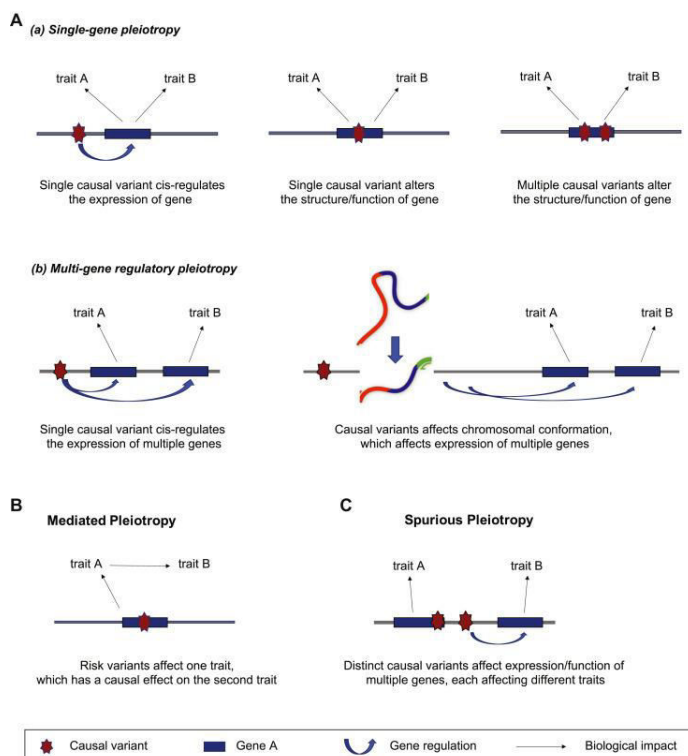 A
(a) Single-gene pleiotropy
trait A
trait B
trait A
trait B
trait A
trait B
Single causal variant cis-regulates
the expression of gene
Single causal variant alters
the structure/function of gene
Multiple causal variants alter
the structure/function of gene
(b) Multi-gene regulatory pleiotropy
trait A
trait B
trait A
trait B
Single causal variant cis-regulates
the expression of multiple genes
Causal variants affects chromosomal conformation,
which affects expression of multiple genes
B
Mediated Pleiotropy
trait A
trait B
Risk variants affect one trait,
which has a causal effect on the second trait
C
Spurious Pleiotropy
trait A
trait B
Distinct causal variants affect expression/function of
multiple genes, each affecting different traits
Causal variant
Gene A
Gene regulation
Biological impact